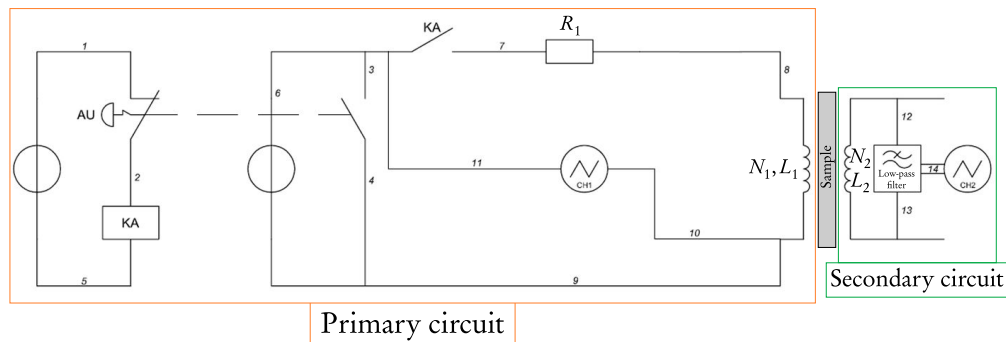 KA
R1
1
3
7
8
6
AU
12
11
N1, L1
Sample
N2
L2
Low-pass
filter
14
CH1
CH2
2
4
KA
13
10
5
9
Secondary circuit
Primary circuit